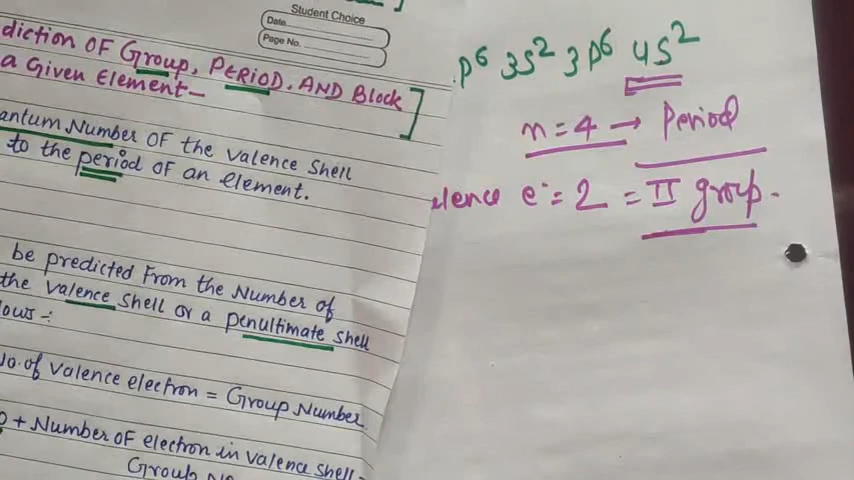 Student Choice
Date
Page No.
diction OF Group, PERIOD. AND Block
a Given Element-
antum Number OF the valence shell
to the period of an element.
be predicted from the Number of
the valence shell or a penultimate shell
lows -:
No. of valence electron = Group Number.
+ Number OF electron in valence shell-
Group
p⁶ 3s² 3p⁶ 4s²
n = 4 → Period
lence e⁻ = 2 = II group.